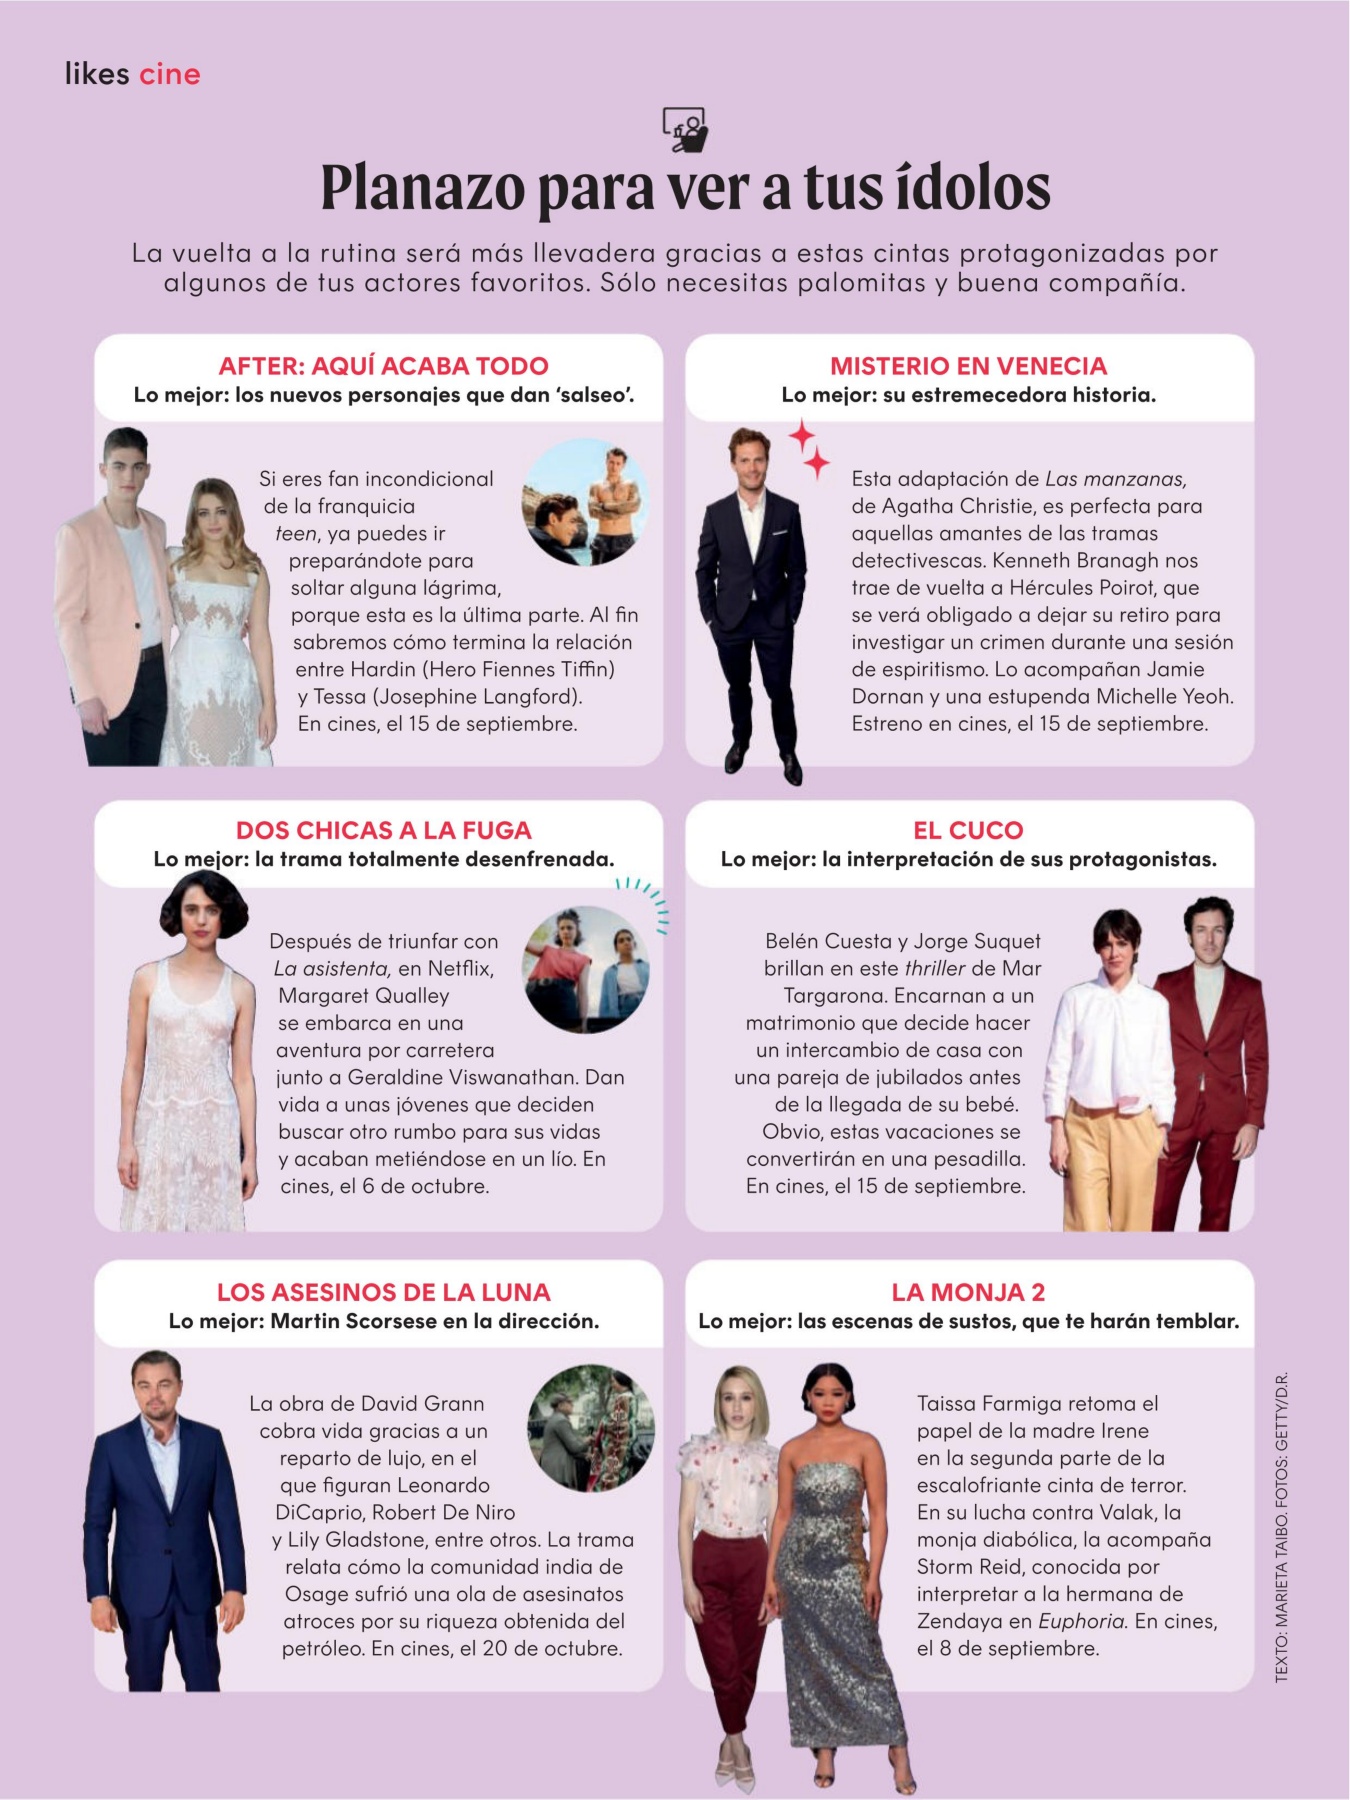 likes cine
Planazo para ver a tus ídolos
La vuelta a la rutina será más llevadera gracias a estas cintas protagonizadas por
algunos de tus actores favoritos. Sólo necesitas palomitas y buena compañía.
AFTER: AQUÍ ACABA TODO
Lo mejor: los nuevos personajes que dan ‘salseo’.
Si eres fan incondicional
de la franquicia
teen, ya puedes ir
preparándote para
soltar alguna lágrima,
porque esta es la última parte. Al fin
sabremos cómo termina la relación
entre Hardin (Hero Fiennes Tiffin)
y Tessa (Josephine Langford).
En cines, el 15 de septiembre.
MISTERIO EN VENECIA
Lo mejor: su estremecedora historia.
Esta adaptación de Las manzanas,
de Agatha Christie, es perfecta para
aquellas amantes de las tramas
detectivescas. Kenneth Branagh nos
trae de vuelta a Hércules Poirot, que
se verá obligado a dejar su retiro para
investigar un crimen durante una sesión
de espiritismo. Lo acompañan Jamie
Dornan y una estupenda Michelle Yeoh.
Estreno en cines, el 15 de septiembre.
DOS CHICAS A LA FUGA
Lo mejor: la trama totalmente desenfrenada.
Después de triunfar con
La asistenta, en Netflix,
Margaret Qualley
se embarca en una
aventura por carretera
junto a Geraldine Viswanathan. Dan
vida a unas jóvenes que deciden
buscar otro rumbo para sus vidas
y acaban metiéndose en un lío. En
cines, el 6 de octubre.
EL CUCO
Lo mejor: la interpretación de sus protagonistas.
Belén Cuesta y Jorge Suquet
brillan en este thriller de Mar
Targarona. Encarnan a un
matrimonio que decide hacer
un intercambio de casa con
una pareja de jubilados antes
de la llegada de su bebé.
Obvio, estas vacaciones se
convertirán en una pesadilla.
En cines, el 15 de septiembre.
LOS ASESINOS DE LA LUNA
Lo mejor: Martin Scorsese en la dirección.
La obra de David Grann
cobra vida gracias a un
reparto de lujo, en el
que figuran Leonardo
DiCaprio, Robert De Niro
y Lily Gladstone, entre otros. La trama
relata cómo la comunidad india de
Osage sufrió una ola de asesinatos
atroces por su riqueza obtenida del
petróleo. En cines, el 20 de octubre.
LA MONJA 2
Lo mejor: las escenas de sustos, que te harán temblar.
Taissa Farmiga retoma el
papel de la madre Irene
en la segunda parte de la
escalofriante cinta de terror.
En su lucha contra Valak, la
monja diabólica, la acompaña
Storm Reid, conocida por
interpretar a la hermana de
Zendaya en Euphoria. En cines,
el 8 de septiembre.
TEXTO: MARIETA TAIBO. FOTOS: GETTY/D.R.